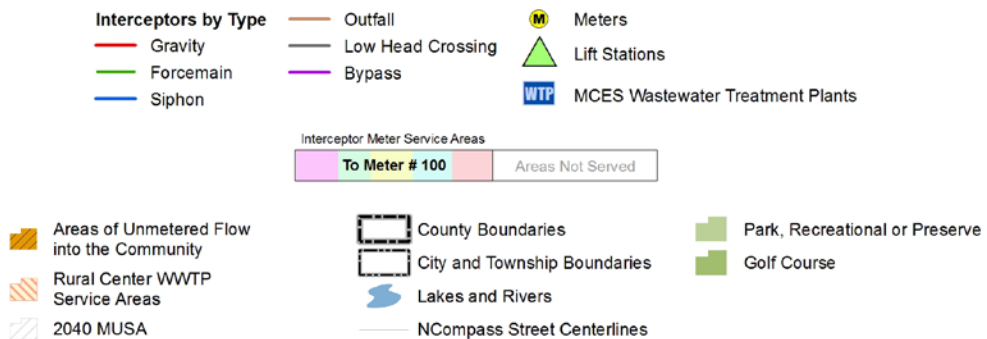 Interceptors by Type
Gravity
Forcemain
Siphon
Outfall
Low Head Crossing
Bypass
M Meters
Lift Stations
WTP MCES Wastewater Treatment Plants
Interceptor Meter Service Areas
To Meter # 100
Areas Not Served
Areas of Unmetered Flow
into the Community
Rural Center WWTP
Service Areas
2040 MUSA
County Boundaries
City and Township Boundaries
Lakes and Rivers
NCompass Street Centerlines
Park, Recreational or Preserve
Golf Course